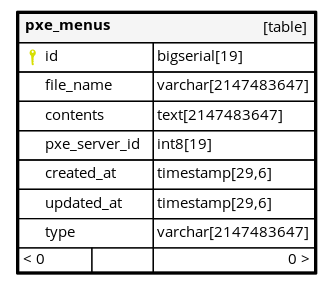 pxe_menus [table]
id bigserial[19]
file_name varchar[2147483647]
contents text[2147483647]
pxe_server_id int8[19]
created_at timestamp[29,6]
updated_at timestamp[29,6]
type varchar[2147483647]
< 0 0 >